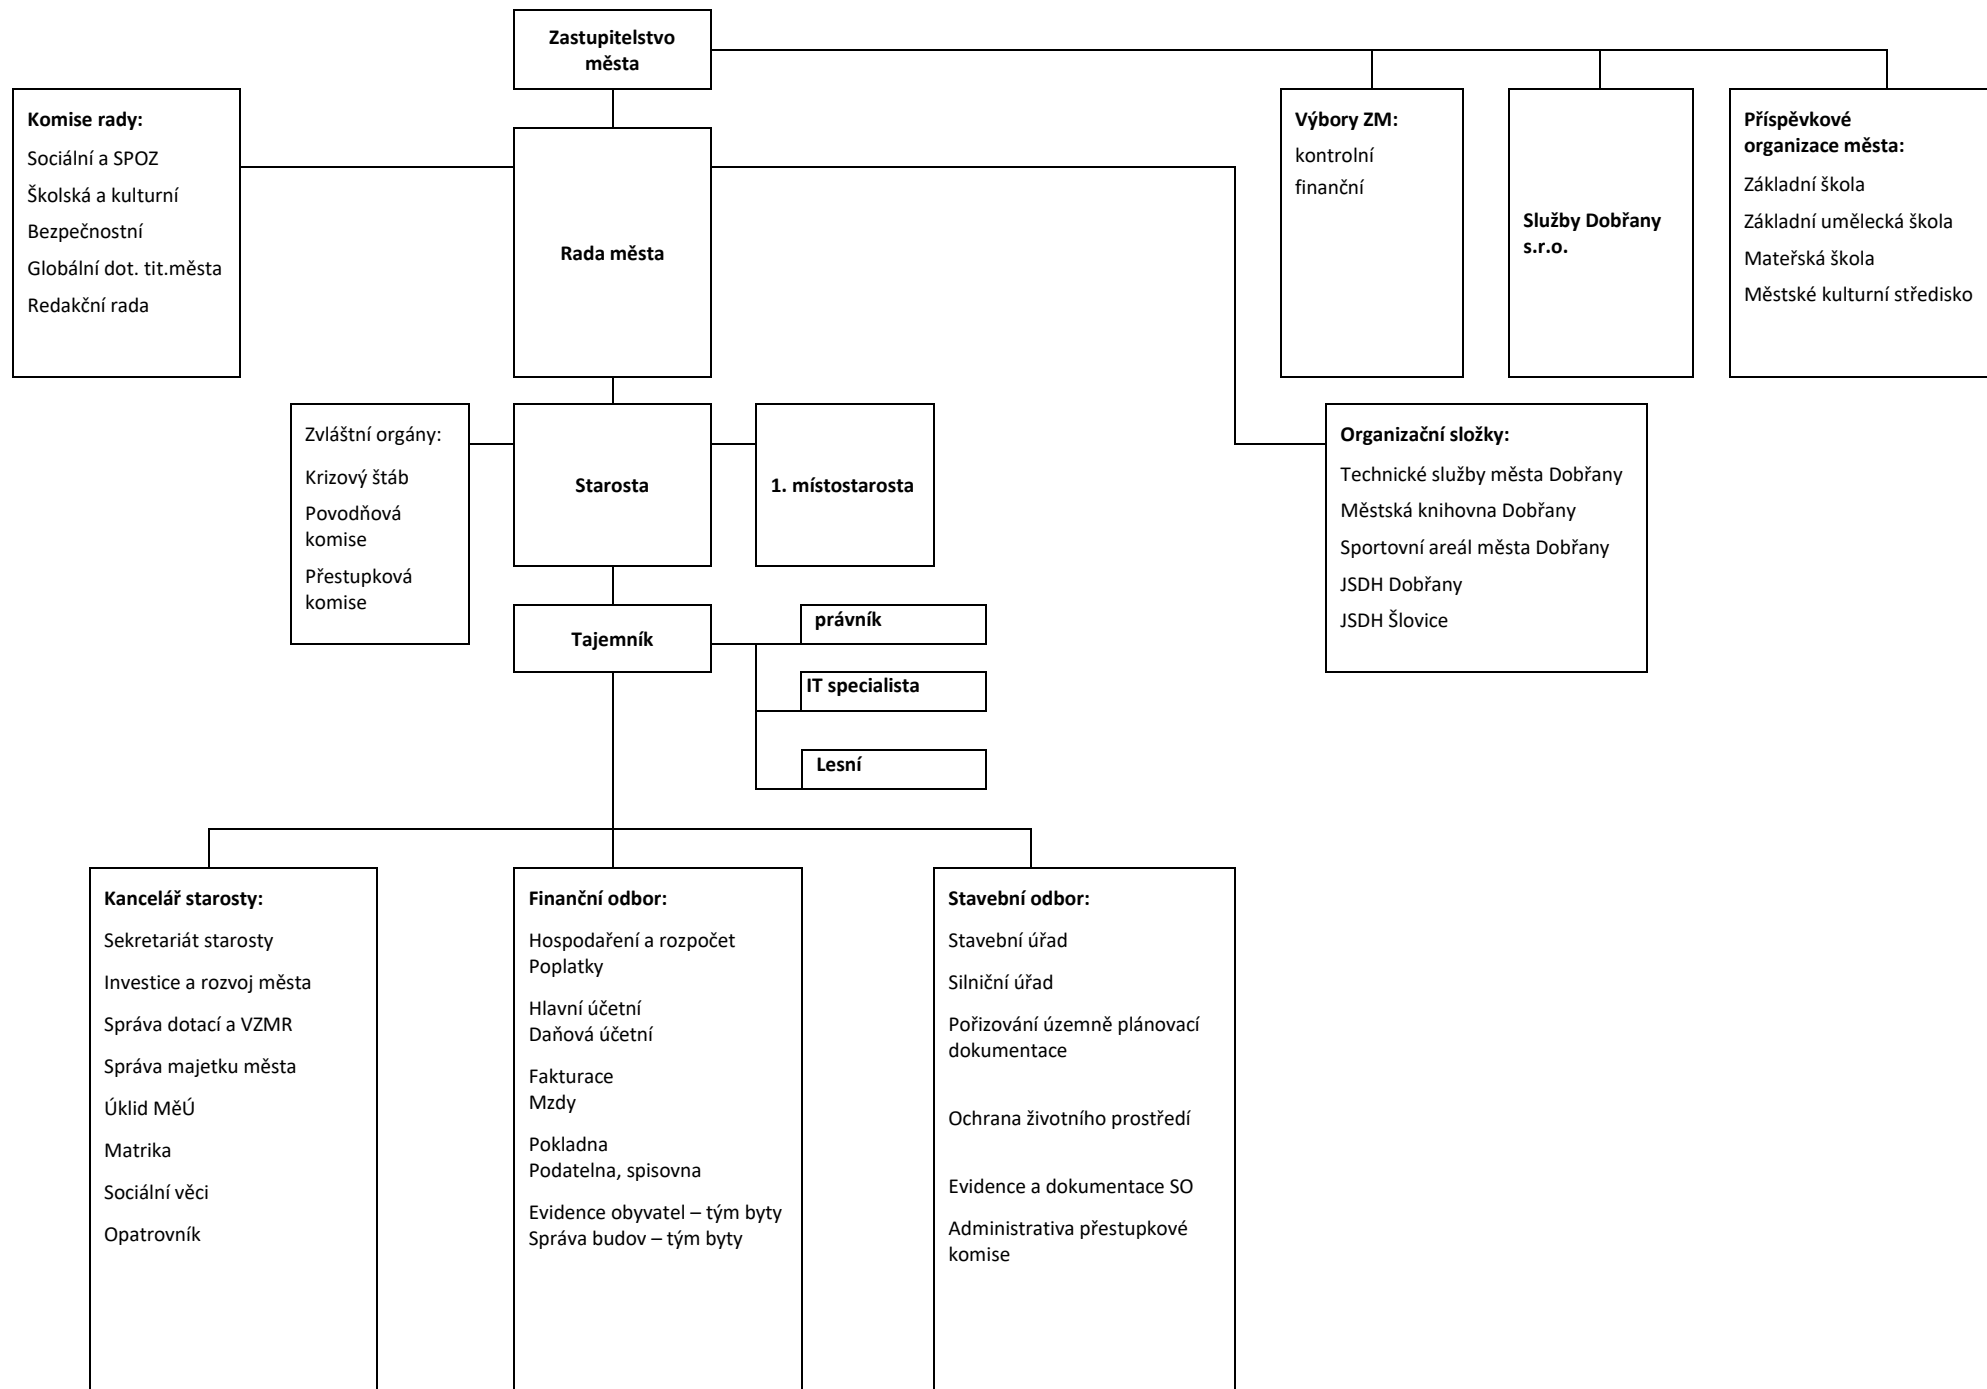 Zastupitelstvo
města
Komise rady:
Sociální a SPOZ
Školská a kulturní
Bezpečnostní
Globální dot. tit.města
Redakční rada
Rada města
Výbory ZM:
kontrolní
finanční
Služby Dobřany
s.r.o.
Příspěvkové
organizace města:
Základní škola
Základní umělecká škola
Mateřská škola
Městské kulturní středisko
Zvláštní orgány:
Krizový štáb
Povodňová
komise
Přestupková
komise
Starosta
1. místostarosta
Organizační složky:
Technické služby města Dobřany
Městská knihovna Dobřany
Sportovní areál města Dobřany
JSDH Dobřany
JSDH Šlovice
Tajemník
právník
IT specialista
Lesní
Kancelář starosty:
Sekretariát starosty
Investice a rozvoj města
Správa dotací a VZMR
Správa majetku města
Úklid MěÚ
Matrika
Sociální věci
Opatrovník
Finanční odbor:
Hospodaření a rozpočet
Poplatky
Hlavní účetní
Daňová účetní
Fakturace
Mzdy
Pokladna
Podatelna, spisovna
Evidence obyvatel – tým byty
Správa budov – tým byty
Stavební odbor:
Stavební úřad
Silniční úřad
Pořizování územně plánovací
dokumentace
Ochrana životního prostředí
Evidence a dokumentace SO
Administrativa přestupkové
komise